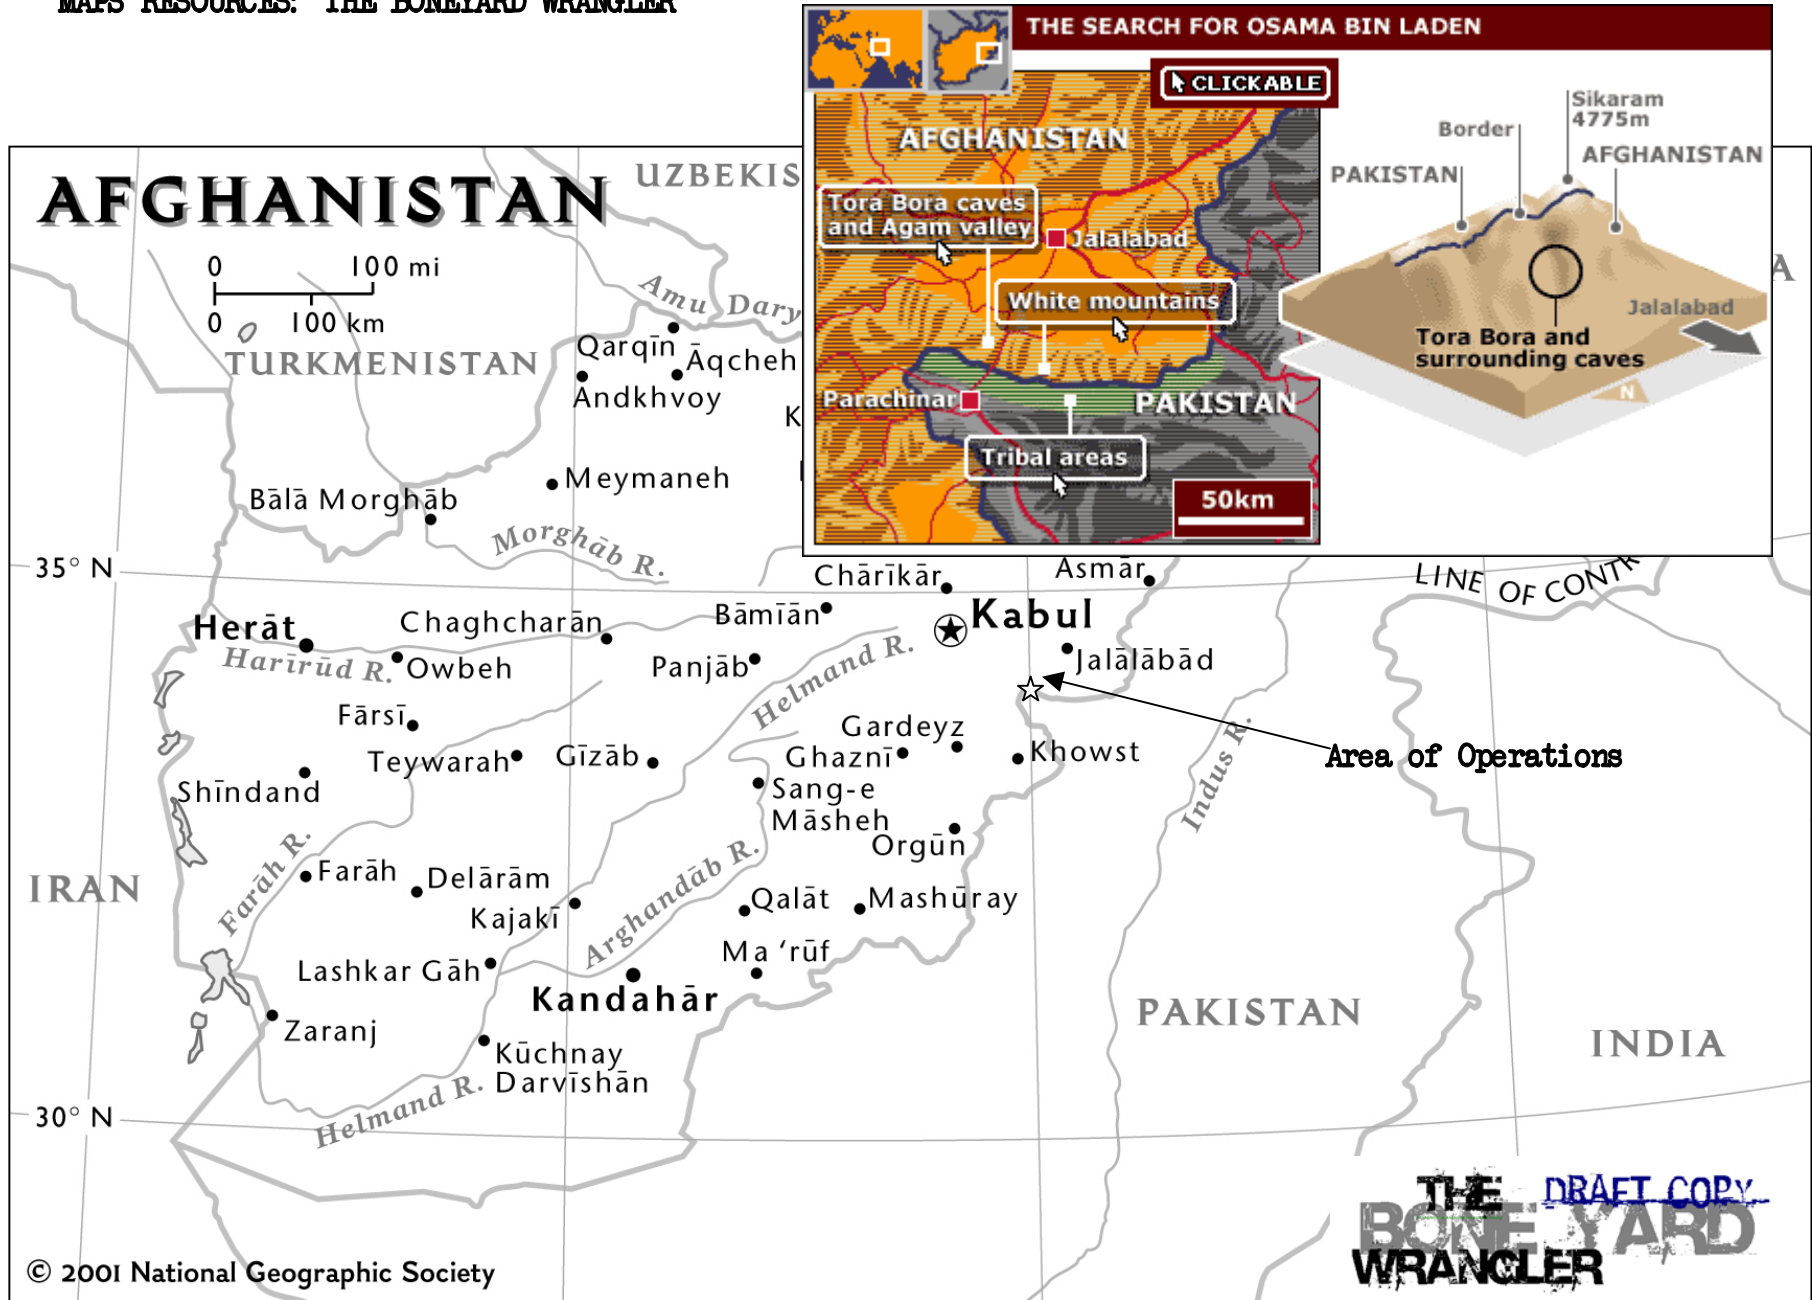 MAPS RESOURCES: THE BONEYARD WRANGLER
THE SEARCH FOR OSAMA BIN LADEN
CLICKABLE
AFGHANISTAN
Tora Bora caves
and Agam valley
Jalalabad
White mountains
Parachinar
PAKISTAN
Tribal areas
50km
Sikaram
4775m
Border
AFGHANISTAN
PAKISTAN
Jalalabad
Tora Bora and
surrounding caves
N
AFGHANISTAN
UZBEKIS
0 100 mi
0 100 km
Amu Dary
TURKMENISTAN
Qarqīn
Āqcheh
Andkhvoy
K
A
Meymaneh
Bālā Morghāb
Morghāb R.
35° N
Chārīkār
Asmār
LINE OF CONTR
Herāt
Chaghcharān
Bāmīān
Kabul
Harīrūd R.
Owbeh
Panjāb
Helmand R.
Jalālābād
Fārsī
Gardeyz
Teywarah
Gīzāb
Ghaznī
Khowst
Indus R.
Area of Operations
Shīndand
Sang-e
Māsheh
Orgūn
Farāh R.
Farāh
Delārām
Arghandāb R.
IRAN
Kajakī
Qalāt
Mashūray
Lashkar Gāh
Ma ‘rūf
Kandahār
Zaranj
PAKISTAN
INDIA
Kūchnay
Darvīshān
Helmand R.
30° N
THE
DRAFT COPY
BONEYARD
WRANGLER
© 2001 National Geographic Society